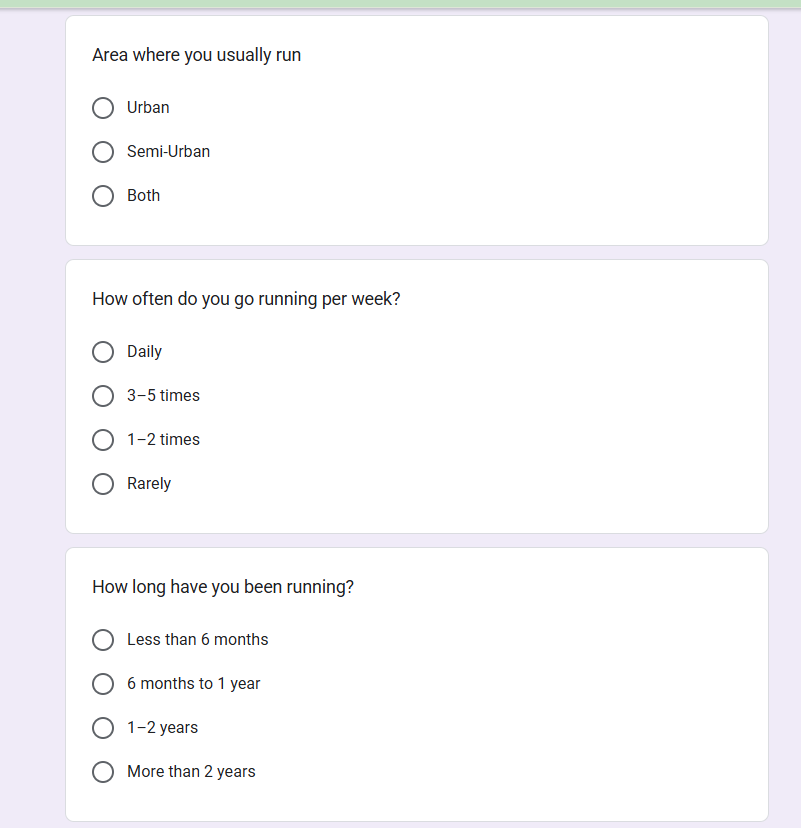 Area where you usually run
Urban
Semi-Urban
Both
How often do you go running per week?
Daily
3–5 times
1–2 times
Rarely
How long have you been running?
Less than 6 months
6 months to 1 year
1–2 years
More than 2 years